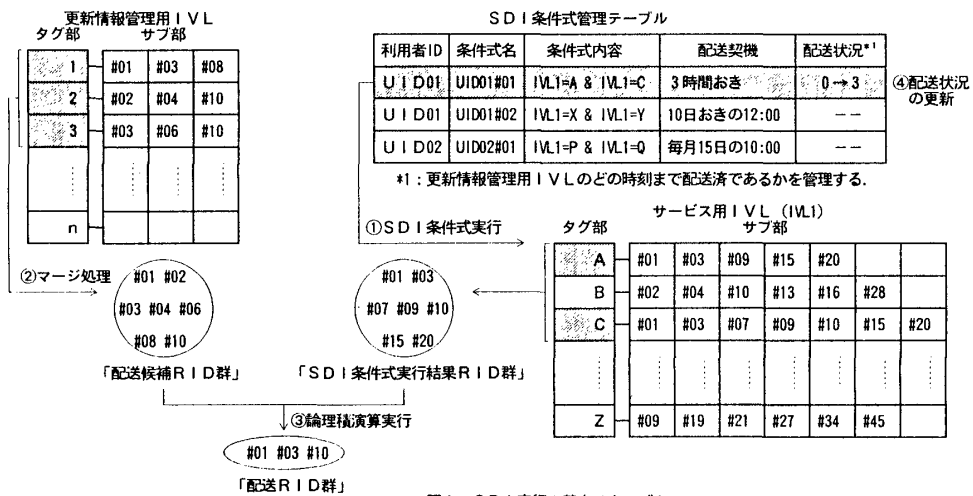 更新情報管理用ＩＶＬ
タグ部 サブ部
1 #01 #03 #08
2 #02 #04 #10
3 #03 #06 #10
n
ＳＤＩ条件式管理テーブル
利用者ID 条件式名 条件式内容 配送契機 配送状況*1
ＵＩＤ01 UID01#01 IVL1=A & IVL1=C 3時間おき 0→3
ＵＩＤ01 UID01#02 IVL1=X & IVL1=Y 10日おきの12:00 −−
ＵＩＤ02 UID02#01 IVL1=P & IVL1=Q 毎月15日の10:00 −−
④配送状況
の更新
*1：更新情報管理用ＩＶＬのどの時刻まで配送済であるかを管理する．
①ＳＤＩ条件式実行
サービス用ＩＶＬ（IVL1）
タグ部 サブ部
A #01 #03 #09 #15 #20
B #02 #04 #10 #13 #16 #28
C #01 #03 #07 #09 #10 #15 #20
Z #09 #19 #21 #27 #34 #45
②マージ処理
#01 #02
#03 #04 #06
#08 #10
「配送候補ＲＩＤ群」
#01 #03
#07 #09 #10
#15 #20
「ＳＤＩ条件式実行結果ＲＩＤ群」
③論理積演算実行
#01 #03 #10
「配送ＲＩＤ群」